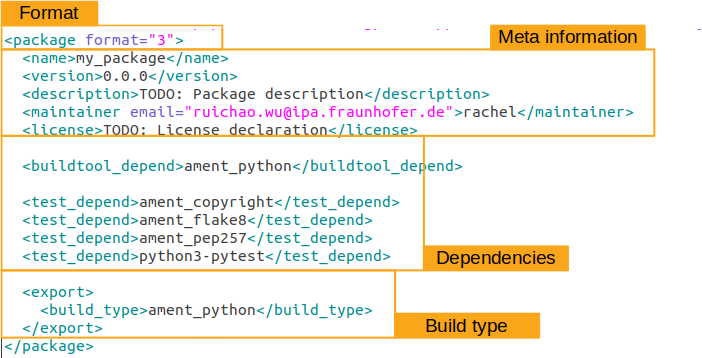 Format
<package format="3">
Meta information
<name>my_package</name>
<version>0.0.0</version>
<description>TODO: Package description</description>
<maintainer email="ruichao.wu@ipa.fraunhofer.de">rachel</maintainer>
<license>TODO: License declaration</license>
<buildtool_depend>ament_python</buildtool_depend>
<test_depend>ament_copyright</test_depend>
<test_depend>ament_flake8</test_depend>
<test_depend>ament_pep257</test_depend>
<test_depend>python3-pytest</test_depend>
Dependencies
<export>
<build_type>ament_python</build_type>
</export>
Build type
</package>